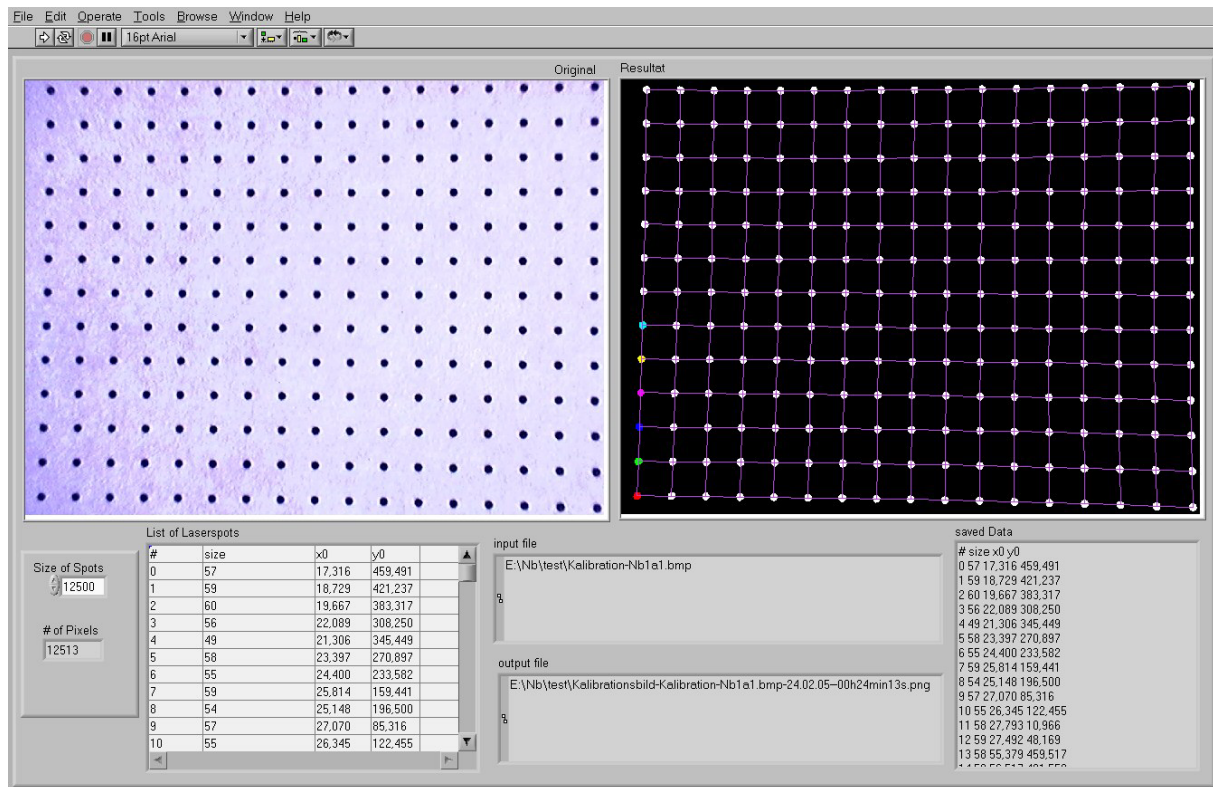 File Edit Operate Tools Browse Window Help
16pt Arial
Original Resultat
List of Laserspots
# size x0 y0
0 57 17,316 459,491
1 59 18,729 421,237
2 60 19,667 383,317
3 56 22,089 308,250
4 49 21,306 345,449
5 58 23,397 270,897
6 55 24,400 233,582
7 59 25,814 159,441
8 54 25,148 196,500
9 57 27,070 85,316
10 55 26,345 122,455
Size of Spots
12500
# of Pixels
12513
input file
E:\Nb\test\Kalibration-Nb1a1.bmp
output file
E:\Nb\test\Kalibrationsbild-Kalibration-Nb1a1.bmp-24.02.05--00h24min13s.png
saved Data
# size x0 y0
0 57 17,316 459,491
1 59 18,729 421,237
2 60 19,667 383,317
3 56 22,089 308,250
4 49 21,306 345,449
5 58 23,397 270,897
6 55 24,400 233,582
7 59 25,814 159,441
8 54 25,148 196,500
9 57 27,070 85,316
10 55 26,345 122,455
11 58 27,793 10,966
12 59 27,492 48,169
13 58 55,379 459,517